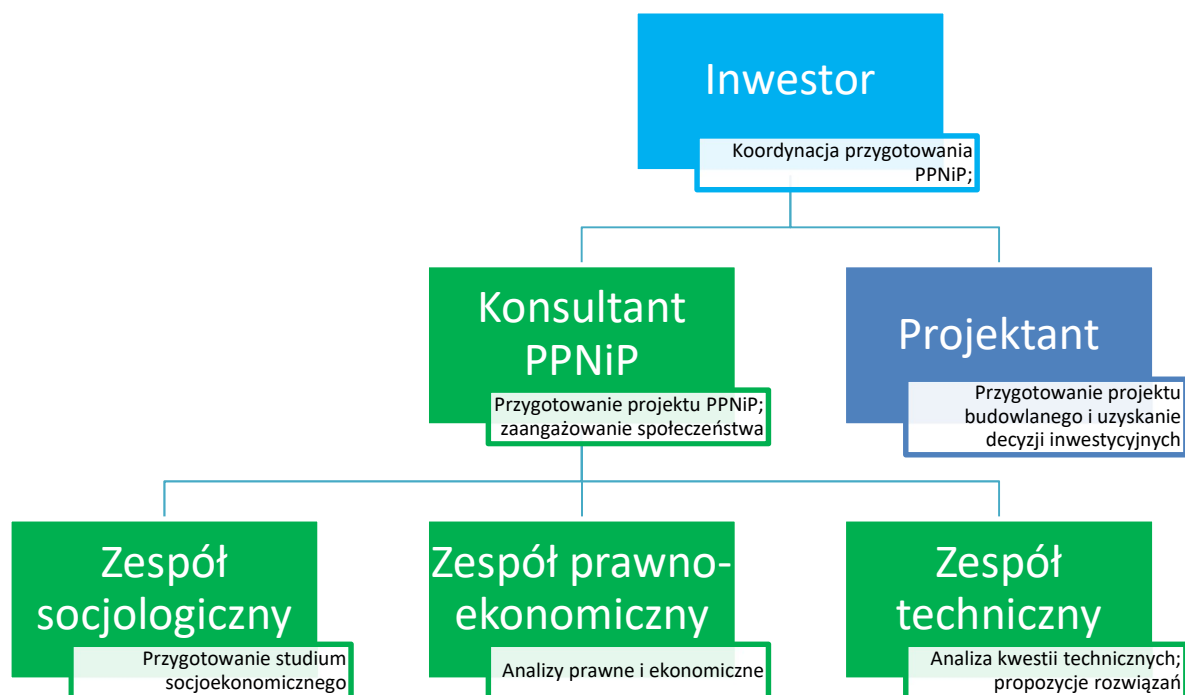 Inwestor
Koordynacja przygotowania
PPNiP;
Konsultant
PPNiP
Przygotowanie projektu PPNiP;
zaangażowanie społeczeństwa
Projektant
Przygotowanie projektu
budowlanego i uzyskanie
decyzji inwestycyjnych
Zespół
socjologiczny
Przygotowanie studium
socjoekonomicznego
Zespół prawno-
ekonomiczny
Analizy prawne i ekonomiczne
Zespół
techniczny
Analiza kwestii technicznych;
propozycje rozwiązań